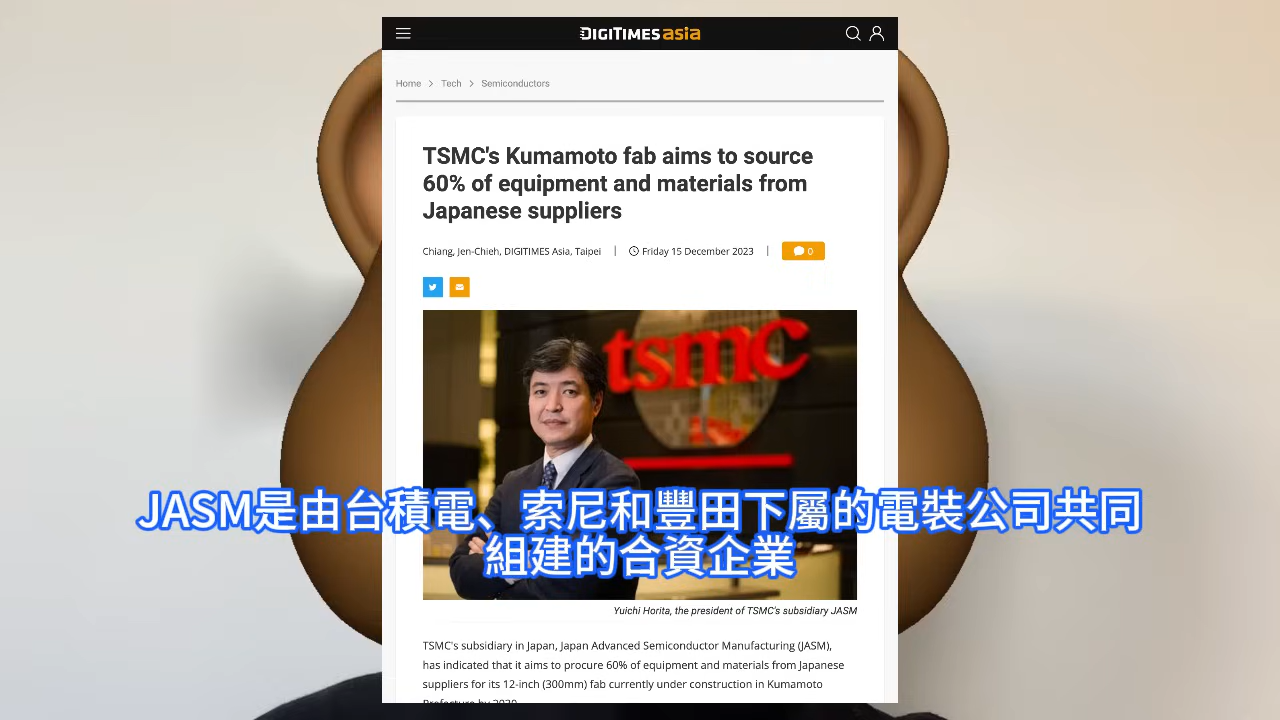 DIGITIMES asia
Home > Tech > Semiconductors
TSMC's Kumamoto fab aims to source
60% of equipment and materials from
Japanese suppliers
Chiang, Jen-Chieh, DIGITIMES Asia, Taipei | Friday 15 December 2023 | 0
tsmc
JASM是由台積電、索尼和豐田下屬的電裝公司共同
組建的合資企業
Yuichi Horita, the president of TSMC's subsidiary JASM
TSMC's subsidiary in Japan, Japan Advanced Semiconductor Manufacturing (JASM),
has indicated that it aims to procure 60% of equipment and materials from Japanese
suppliers for its 12-inch (300mm) fab currently under construction in Kumamoto
Prefecture by 2030.